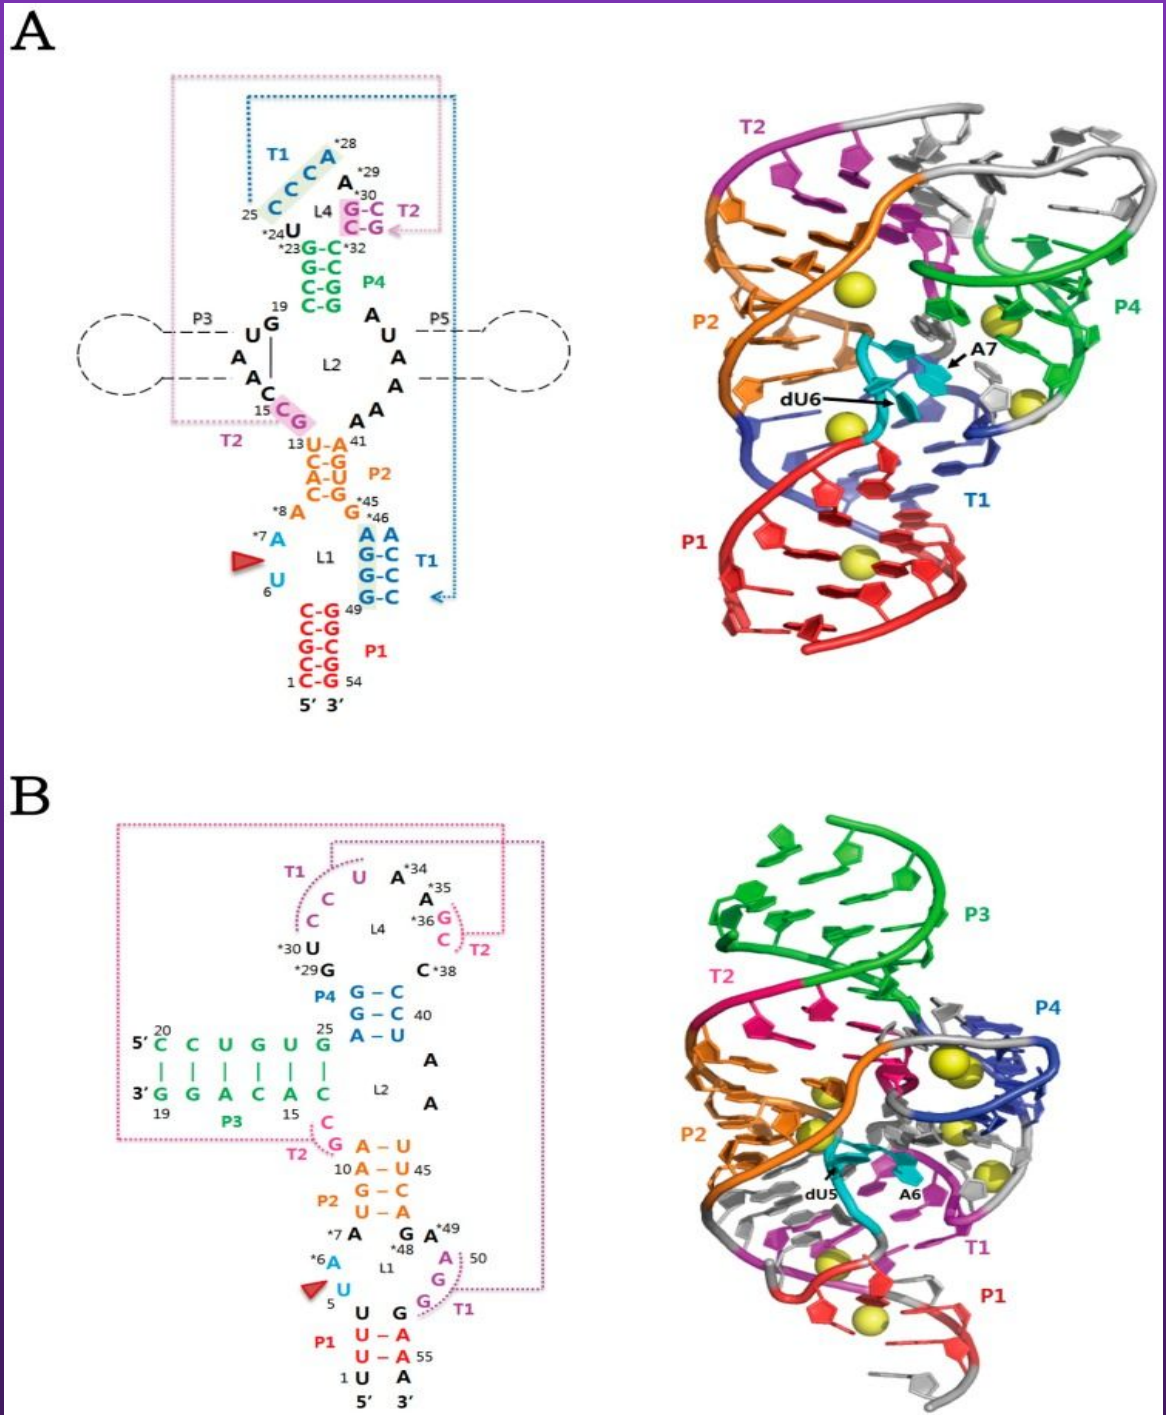 A
*28
T1 A
C *29
A
C *30
25 C L4 G-C T2
*24 U C-G
*23 G-C *32
G-C
C-G P4
C-G
19
G A
P3 U U P5
A A
L2
A A
C A
15 C A
T2 G
13 U-A 41
C-G
A-U P2
C-G
*8 A G *45
*46
*7 A A A
L1 G-C T1
U G-C
6 G-C
C-G 49
C-G
G-C P1
C-G
1 C-G 54
5′ 3′
T2
P4
P2
A7
dU6
T1
P1
B
T1 U A *34
C A *35
C *36 G
L4 C
*30 U T2
*29 G C *38
P4 G – C
G – C 40
A – U
20 25
5′ C C U G U G
A
3′ G G A C A C
19 15
P3
L2
A
C
T2 G A – U
10 A – U 45
P2 G – C
U – A
*7 A G A *49
*48
*6 A L1 A 50
U G
5 G T1
U G
P1 U – A
U – A 55
1 U A
5′ 3′
P3
T2
P4
P2
dU5 A6
T1
P1